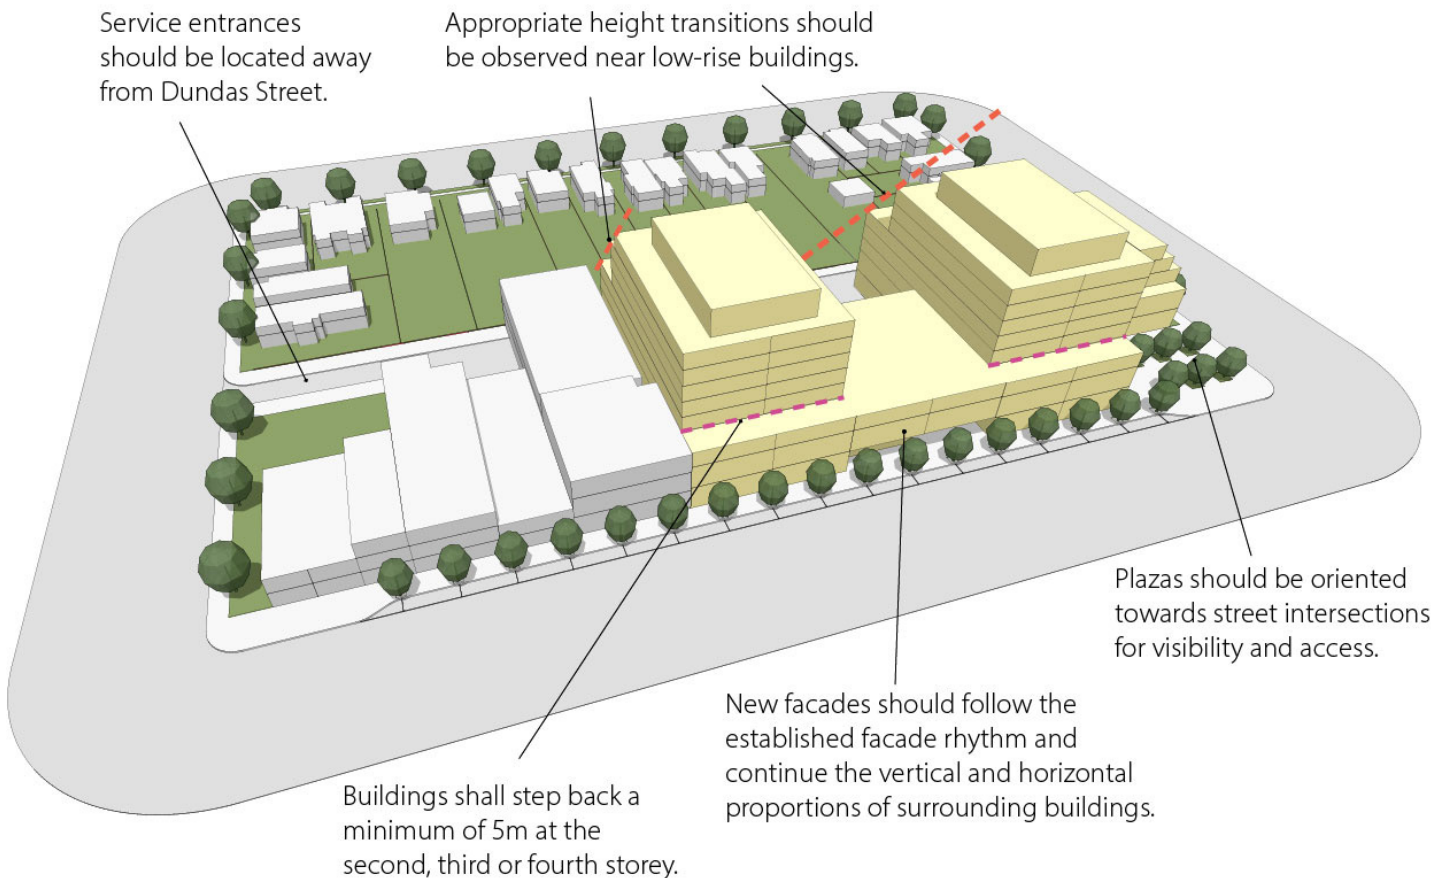 Service entrances
should be located away
from Dundas Street.
Appropriate height transitions should
be observed near low-rise buildings.
Plazas should be oriented
towards street intersections
for visibility and access.
New facades should follow the
established facade rhythm and
continue the vertical and horizontal
proportions of surrounding buildings.
Buildings shall step back a
minimum of 5m at the
second, third or fourth storey.